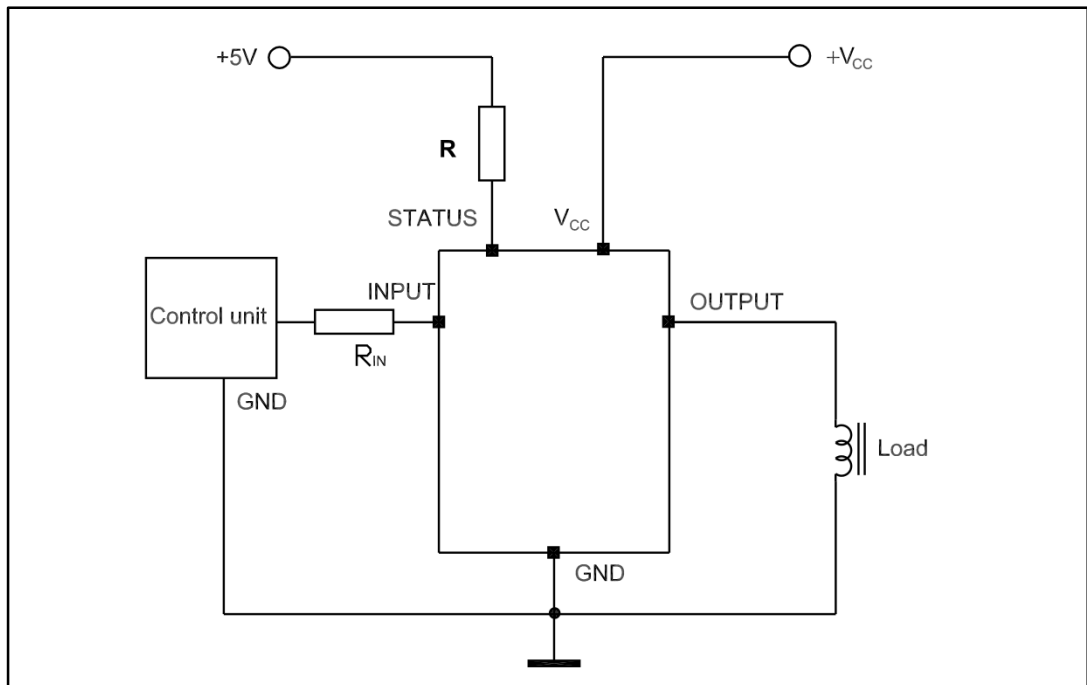 +5V
+VCC
R
STATUS
VCC
INPUT
OUTPUT
Control unit
RIN
GND
Load
GND